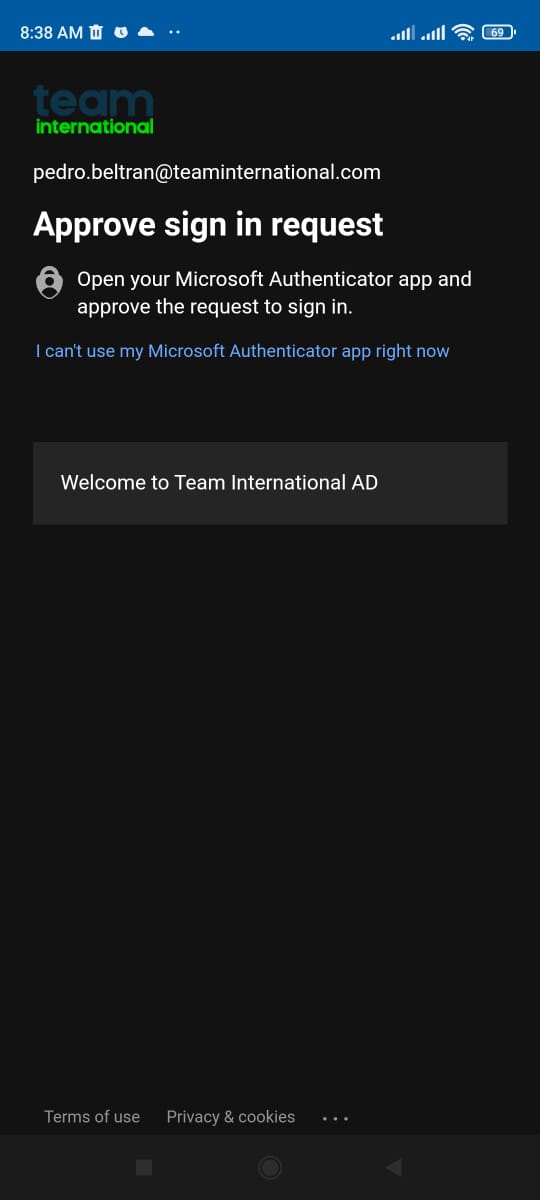 8:38 AM
69
team
international
pedro.beltran@teaminternational.com
Approve sign in request
Open your Microsoft Authenticator app and
approve the request to sign in.
I can't use my Microsoft Authenticator app right now
Welcome to Team International AD
Terms of use Privacy & cookies ...